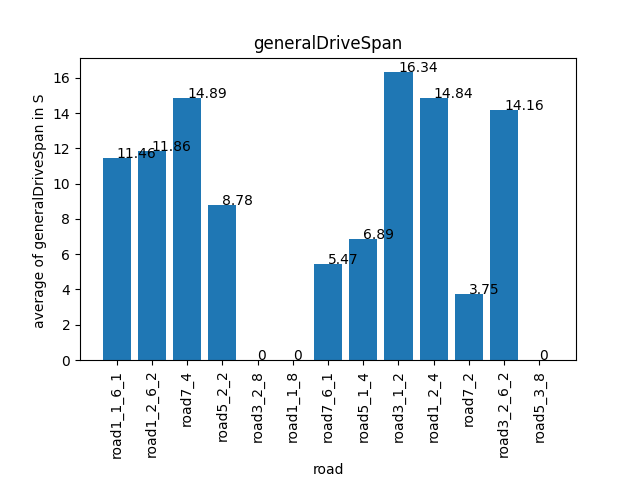 generalDriveSpan
average of generalDriveSpan in S
16
14
12
10
8
6
4
2
0
11.46
11.86
14.89
8.78
0
0
5.47
6.89
16.34
14.84
3.75
14.16
0
road1_1_6_1
road1_2_6_2
road7_4
road5_2_2
road3_2_8
road1_1_8
road7_6_1
road5_1_4
road3_1_2
road1_2_4
road7_2
road3_2_6_2
road5_3_8
road